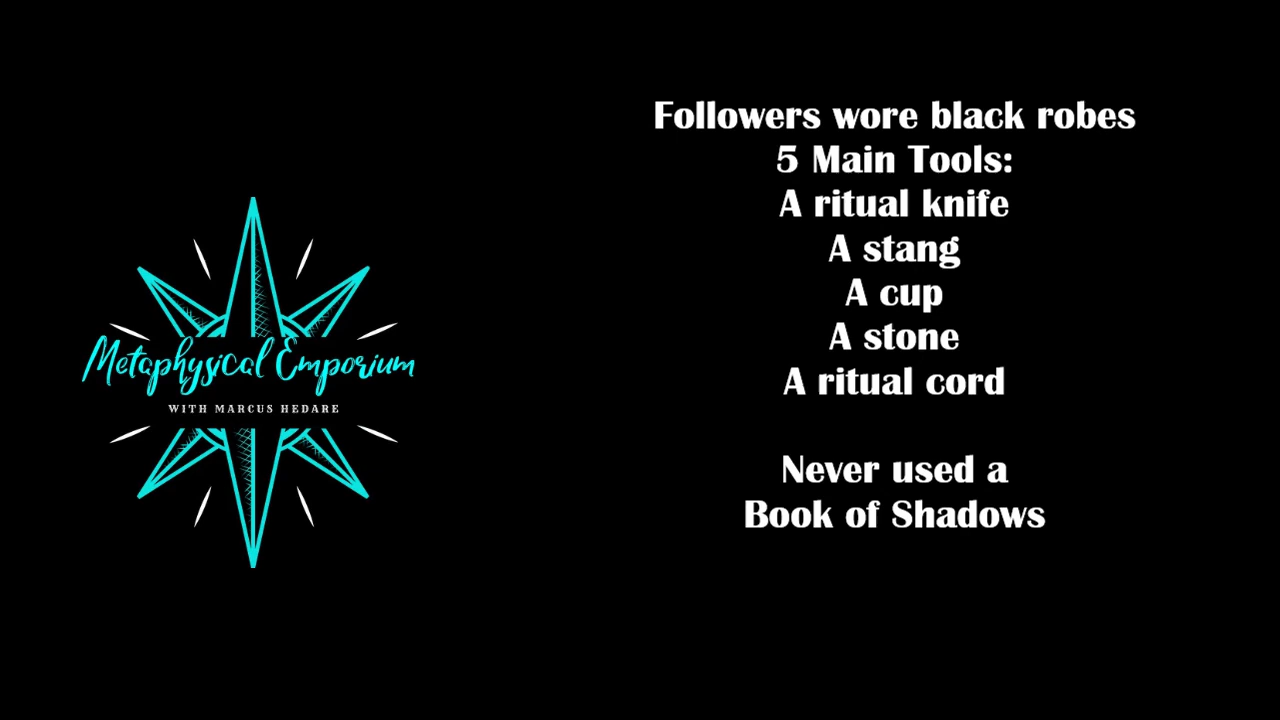 Metaphysical Emporium
WITH MARCUS HEDARE
Followers wore black robes
5 Main Tools:
A ritual knife
A stang
A cup
A stone
A ritual cord
Never used a
Book of Shadows